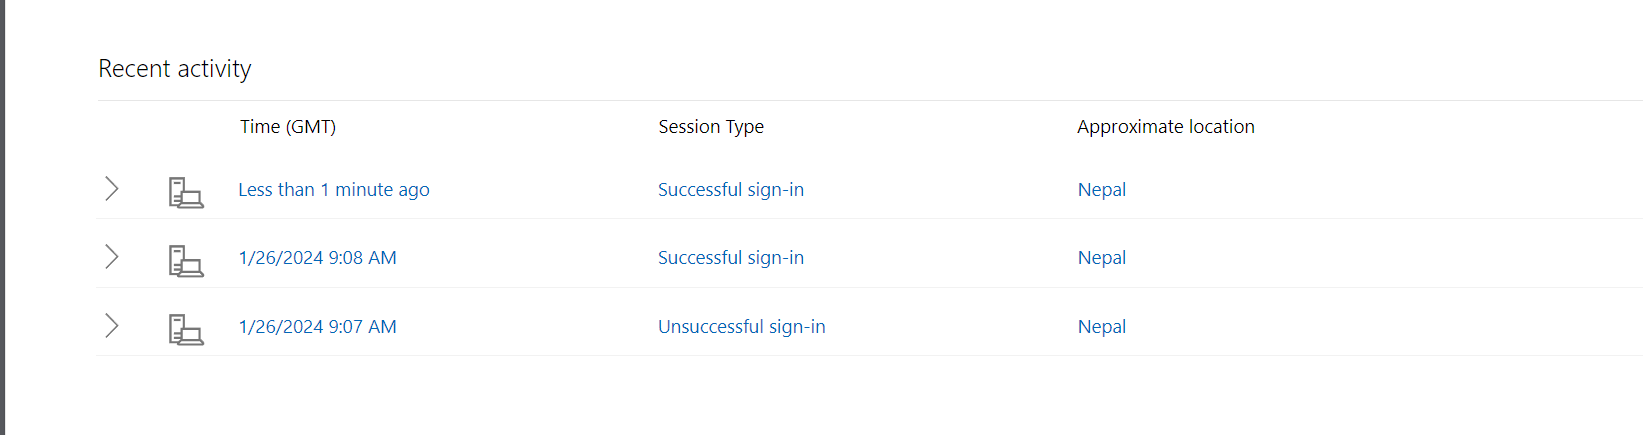 Recent activity
Time (GMT) Session Type Approximate location
Less than 1 minute ago Successful sign-in Nepal
1/26/2024 9:08 AM Successful sign-in Nepal
1/26/2024 9:07 AM Unsuccessful sign-in Nepal